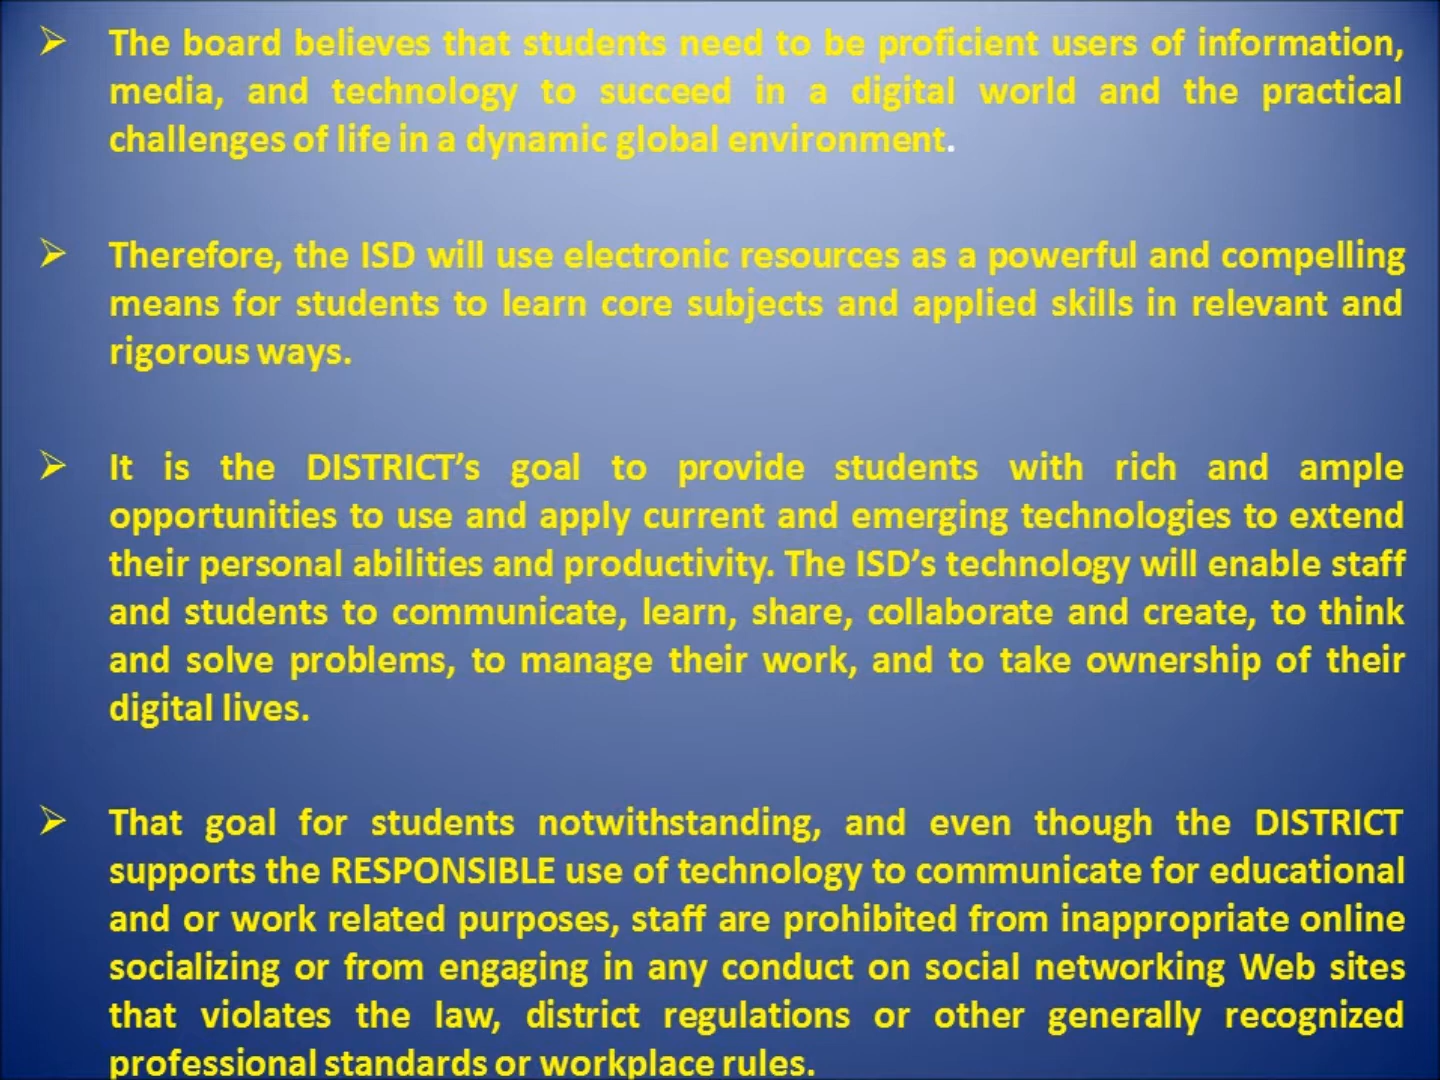 The board believes that students need to be proficient users of information,
media, and technology to succeed in a digital world and the practical
challenges of life in a dynamic global environment.
Therefore, the ISD will use electronic resources as a powerful and compelling
means for students to learn core subjects and applied skills in relevant and
rigorous ways.
It is the DISTRICT’s goal to provide students with rich and ample
opportunities to use and apply current and emerging technologies to extend
their personal abilities and productivity. The ISD’s technology will enable staff
and students to communicate, learn, share, collaborate and create, to think
and solve problems, to manage their work, and to take ownership of their
digital lives.
That goal for students notwithstanding, and even though the DISTRICT
supports the RESPONSIBLE use of technology to communicate for educational
and or work related purposes, staff are prohibited from inappropriate online
socializing or from engaging in any conduct on social networking Web sites
that violates the law, district regulations or other generally recognized
professional standards or workplace rules.